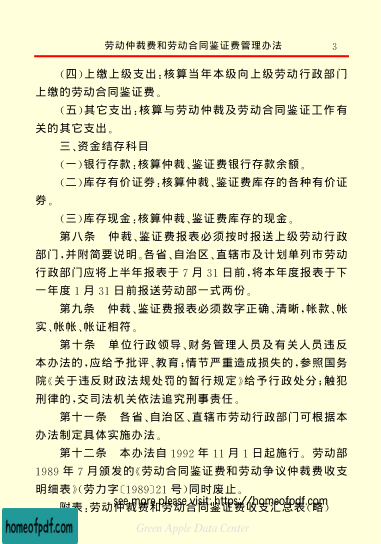 劳动仲裁费和劳动合同鉴证费管理办法 3
(四)上缴上级支出:核算当年本级向上级劳动行政部门
上缴的劳动合同鉴证费。
(五)其它支出:核算与劳动仲裁及劳动合同鉴证工作有
关的其它支出。
三、资金结存科目
(一)银行存款:核算仲裁、鉴证费银行存款余额。
(二)库存有价证券:核算仲裁、鉴证费库存的各种有价证
券。
(三)库存现金:核算仲裁、鉴证费库存的现金。
第八条 仲裁、鉴证费报表必须按时报送上级劳动行政
部门,并附简要说明。各省、自治区、直辖市及计划单列市劳动
行政部门应将上半年报表于 7 月 31 日前,将本年度报表于下
一年度 1 月 31 日前报送劳动部一式两份。
第九条 仲裁、鉴证费报表必须数字正确、清晰,帐款、帐
实、帐帐、帐证相符。
第十条 单位行政领导、财务管理人员及有关人员违反
本办法的,应给予批评、教育;情节严重造成损失的,参照国务
院《关于违反财政法规处罚的暂行规定》给予行政处分;触犯
刑律的,交司法机关依法追究刑事责任。
第十一条 各省、自治区、直辖市劳动行政部门可根据本
办法制定具体实施办法。
第十二条 本办法自 1992 年 11 月 1 日起施行。劳动部
1989 年 7 月颁发的《劳动合同鉴证费和劳动争议仲裁费收支
明细表》(劳力字〔1989〕21 号)同时废止。
see more please visit: https://homeofpdf.com
附表:劳动仲裁费和劳动合同鉴证费收支汇总表(略)
homeofpdf.com
Green Apple Data Center